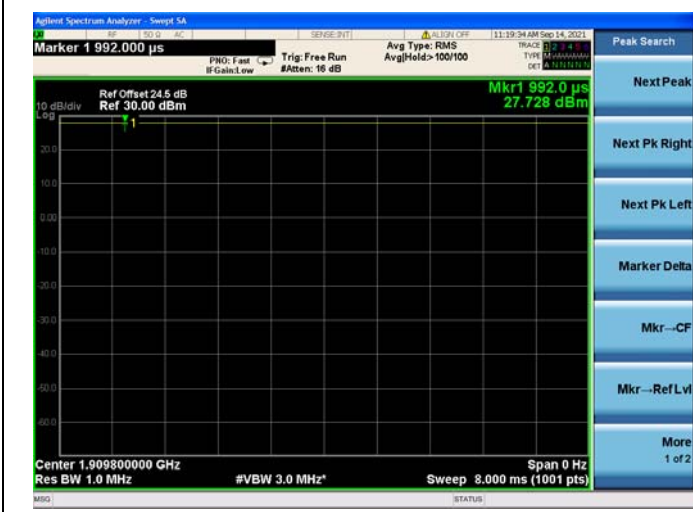 Agilent Spectrum Analyzer - Swept SA
RF 50 Ω AC SENSE:INT ALIGN OFF 11:19:34 AM Sep 14, 2021
Marker 1 992.000 µs
PNO: Fast
IFGain:Low
Trig: Free Run
#Atten: 16 dB
Avg Type: RMS
Avg|Hold:>100/100
TRACE 1 2 3 4 5 6
TYPE
DET A N N N N N
Peak Search
Ref Offset 24.5 dB
10 dB/div Ref 30.00 dBm
Log
Mkr1 992.0 µs
27.728 dBm
1
20.0
10.0
0.00
-10.0
-20.0
-30.0
-40.0
-50.0
-60.0
Center 1.909800000 GHz
Span 0 Hz
Res BW 1.0 MHz
#VBW 3.0 MHz*
Sweep 8.000 ms (1001 pts)
MSG
STATUS
Next Peak
Next Pk Right
Next Pk Left
Marker Delta
Mkr→CF
Mkr→Ref Lvl
More
1 of 2